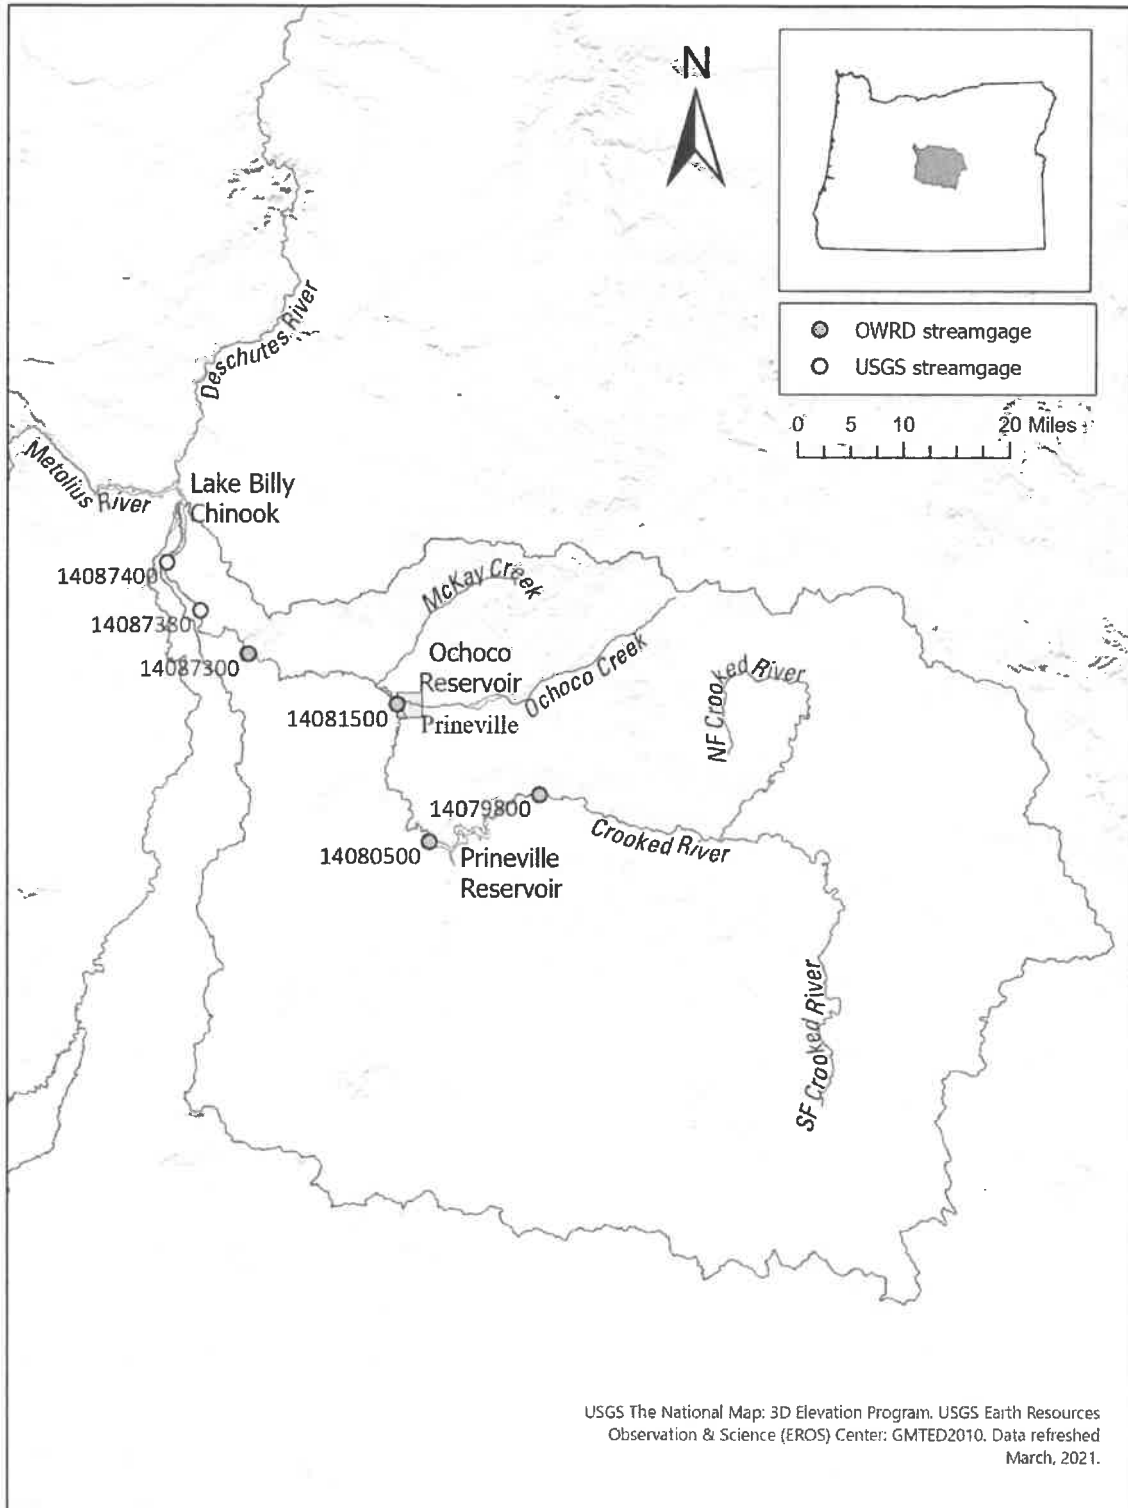 N
OWRD streamgage
USGS streamgage
0 5 10 20 Miles
Deschutes River
Metolius River
Lake Billy
Chinook
14087400
14087380
14087300
McKay Creek
Ochoco
Reservoir
Ochoco Creek
NF Crooked River
14081500
Prineville
14079800
Crooked River
14080500
Prineville
Reservoir
SF Crooked River
USGS The National Map: 3D Elevation Program. USGS Earth Resources
Observation & Science (EROS) Center: GMTED2010. Data refreshed
March, 2021.